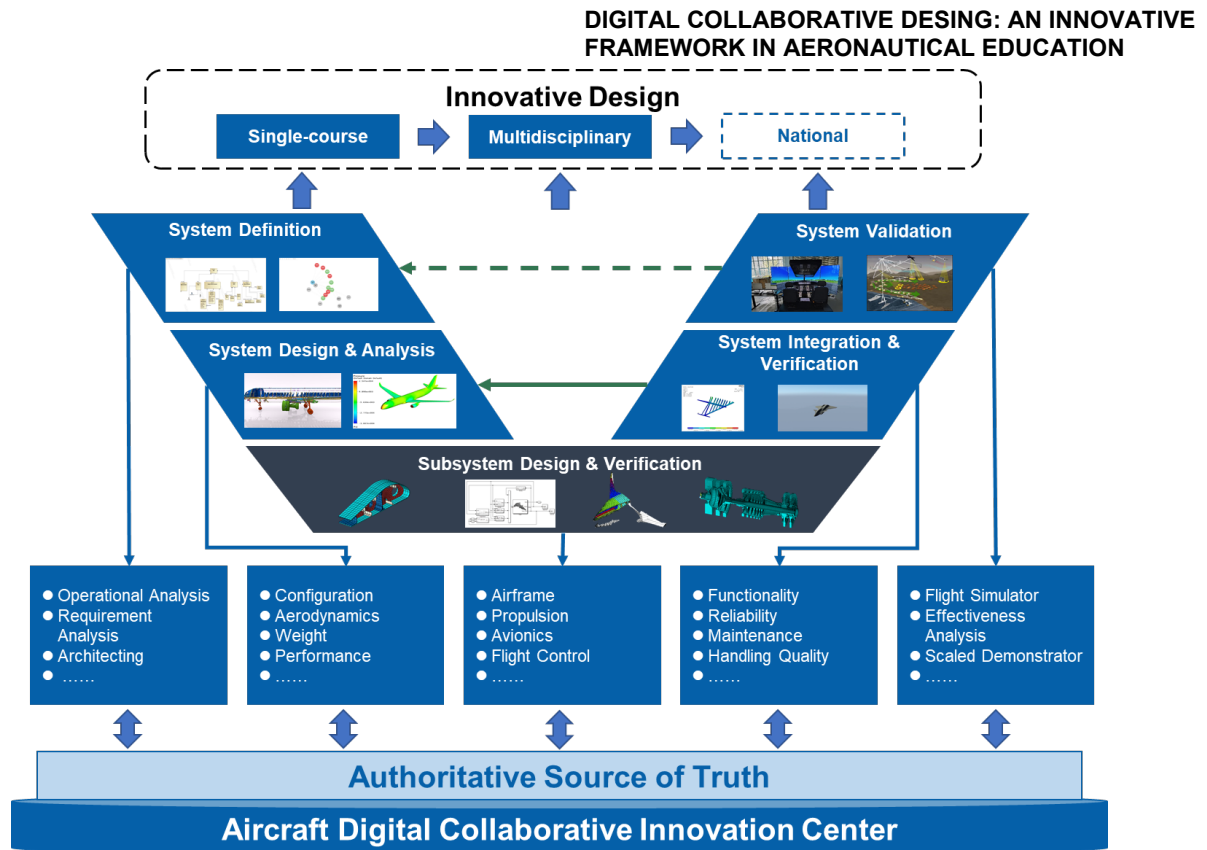 DIGITAL COLLABORATIVE DESING: AN INNOVATIVE
FRAMEWORK IN AERONAUTICAL EDUCATION
Innovative Design
Single-course
Multidisciplinary
National
System Definition
System Validation
System Design & Analysis
System Integration &
Verification
Subsystem Design & Verification
Operational Analysis
Requirement
Analysis
Architecting
……
Configuration
Aerodynamics
Weight
Performance
……
Airframe
Propulsion
Avionics
Flight Control
……
Functionality
Reliability
Maintenance
Handling Quality
……
Flight Simulator
Effectiveness
Analysis
Scaled Demonstrator
……
Authoritative Source of Truth
Aircraft Digital Collaborative Innovation Center